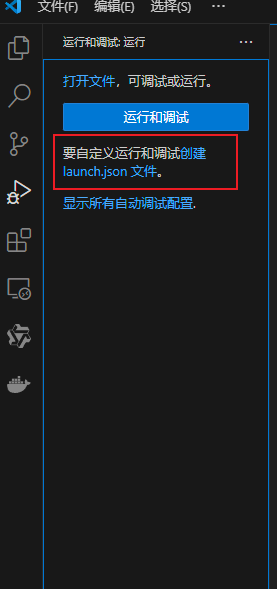 文件(F) 编辑(E) 选择(S) ···
运行和调试: 运行 ···
打开文件，可调试或运行。
运行和调试
要自定义运行和调试创建
launch.json 文件。
显示所有自动调试配置.